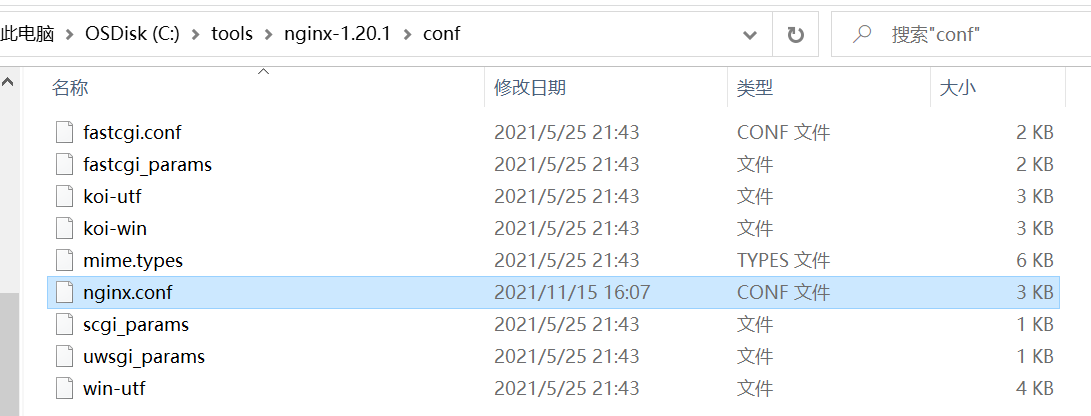 此电脑 > OSDisk (C:) > tools > nginx-1.20.1 > conf 搜索"conf"
名称 修改日期 类型 大小
fastcgi.conf 2021/5/25 21:43 CONF 文件 2 KB
fastcgi_params 2021/5/25 21:43 文件 2 KB
koi-utf 2021/5/25 21:43 文件 3 KB
koi-win 2021/5/25 21:43 文件 3 KB
mime.types 2021/5/25 21:43 TYPES 文件 6 KB
nginx.conf 2021/11/15 16:07 CONF 文件 3 KB
scgi_params 2021/5/25 21:43 文件 1 KB
uwsgi_params 2021/5/25 21:43 文件 1 KB
win-utf 2021/5/25 21:43 文件 4 KB